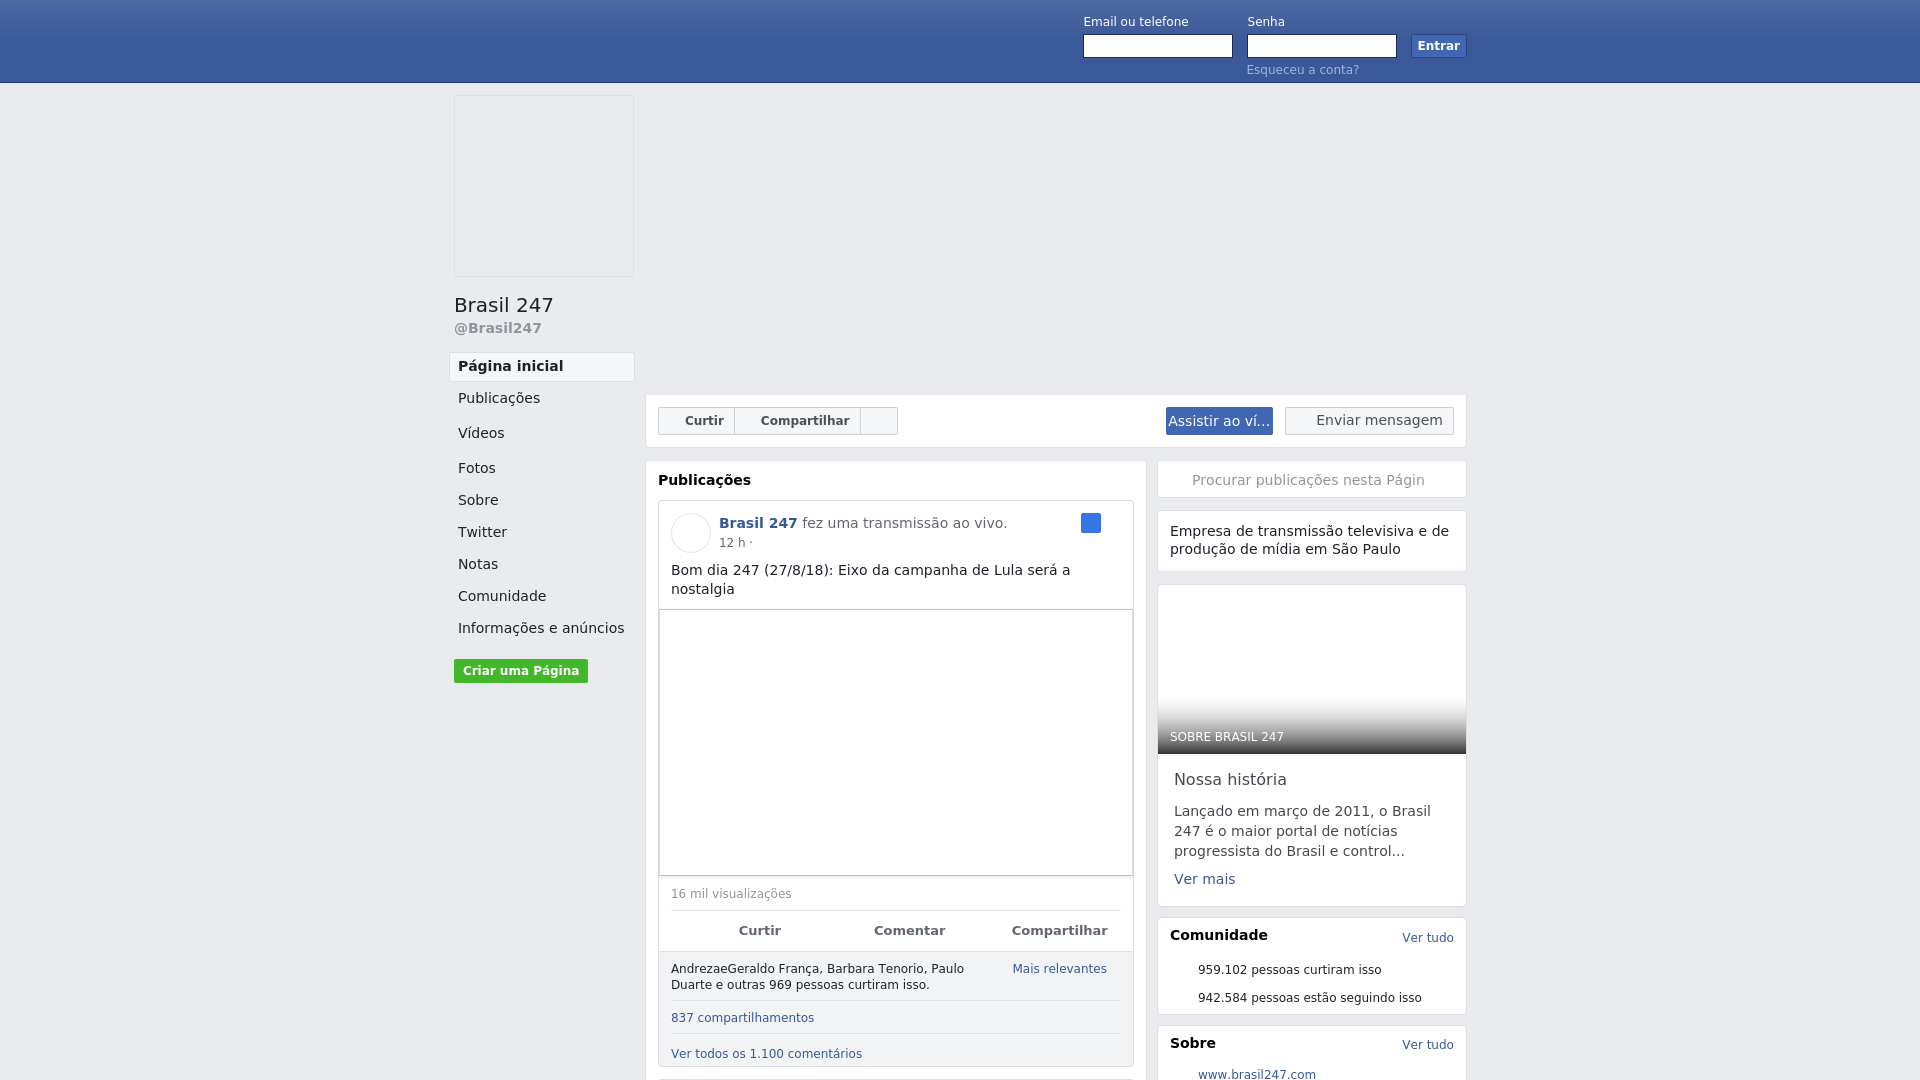 Email ou telefone
Senha
Entrar
Esqueceu a conta?
Brasil 247
@Brasil247
Página inicial
Publicações
Vídeos
Fotos
Sobre
Twitter
Notas
Comunidade
Informações e anúncios
Criar uma Página
Curtir
Compartilhar
Assistir ao ví...
Enviar mensagem
Publicações
Brasil 247 fez uma transmissão ao vivo.
12 h ·
Bom dia 247 (27/8/18): Eixo da campanha de Lula será a
nostalgia
16 mil visualizações
Curtir
Comentar
Compartilhar
AndrezaeGeraldo França, Barbara Tenorio, Paulo
Duarte e outras 969 pessoas curtiram isso.
Mais relevantes
837 compartilhamentos
Ver todos os 1.100 comentários
Procurar publicações nesta Págin
Empresa de transmissão televisiva e de
produção de mídia em São Paulo
SOBRE BRASIL 247
Nossa história
Lançado em março de 2011, o Brasil
247 é o maior portal de notícias
progressista do Brasil e control...
Ver mais
Comunidade
Ver tudo
959.102 pessoas curtiram isso
942.584 pessoas estão seguindo isso
Sobre
Ver tudo
www.brasil247.com